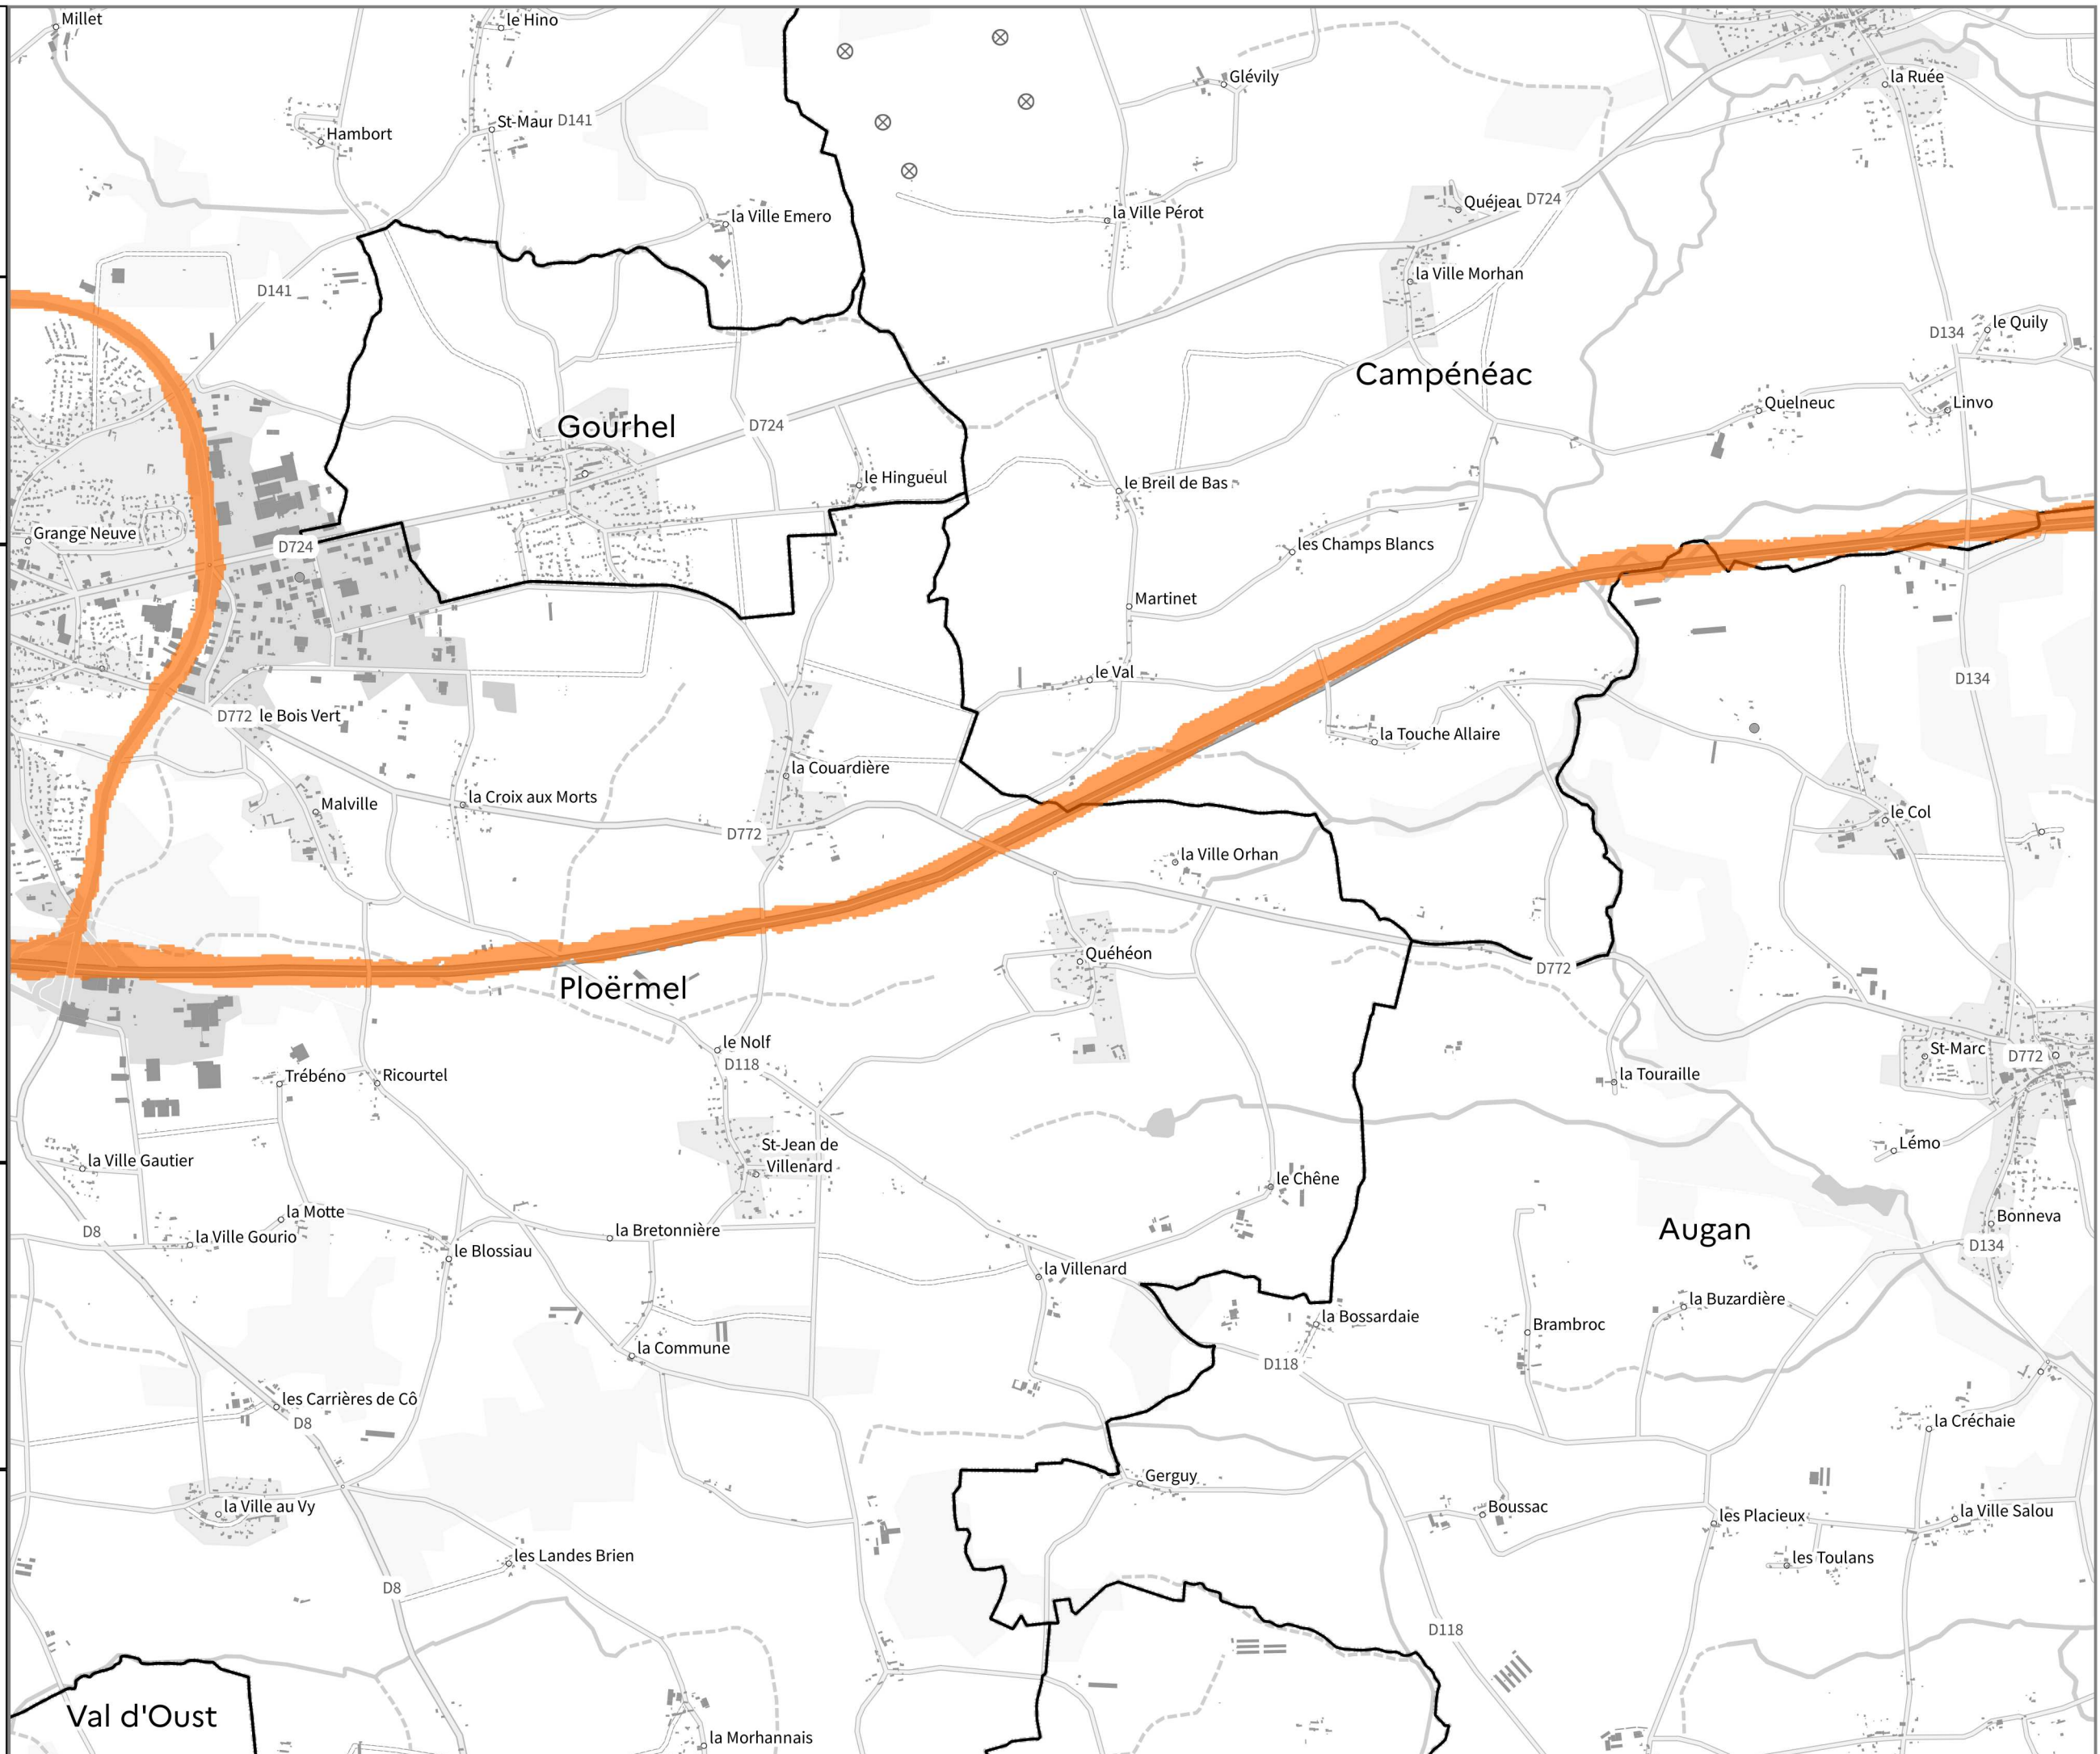 Millet
le Hino
Glévily
la Ruée
Hambort
St-Maur
D141
la Ville Emero
la Ville Pérot
Quéjeau
D724
la Ville Morhan
D141
le Quily
D134
Campénéac
Quelneuc
Linvo
Gourhel
D724
le Hingueul
le Breil de Bas
Grange Neuve
D724
les Champs Blancs
Martinet
le Val
D134
D772
le Bois Vert
la Touche Allaire
la Couardière
Malville
la Croix aux Morts
D772
le Col
la Ville Orhan
Quéhéon
D772
Ploërmel
le Nolf
D118
St-Marc
D772
Trébéno
Ricourtel
la Touraille
St-Jean de
Villenard
Lémo
la Ville Gautier
le Chêne
la Motte
Bonneva
D8
la Ville Gourio
la Bretonnière
Augan
le Blossiau
D134
la Villenard
la Buzardière
la Bossardaie
Brambroc
la Commune
D118
les Carrières de Cô
D8
la Créchaie
Gerguy
la Ville au Vy
Boussac
les Placieux
la Ville Salou
les Landes Brien
les Toulans
D8
D118
Val d'Oust
la Morhannais